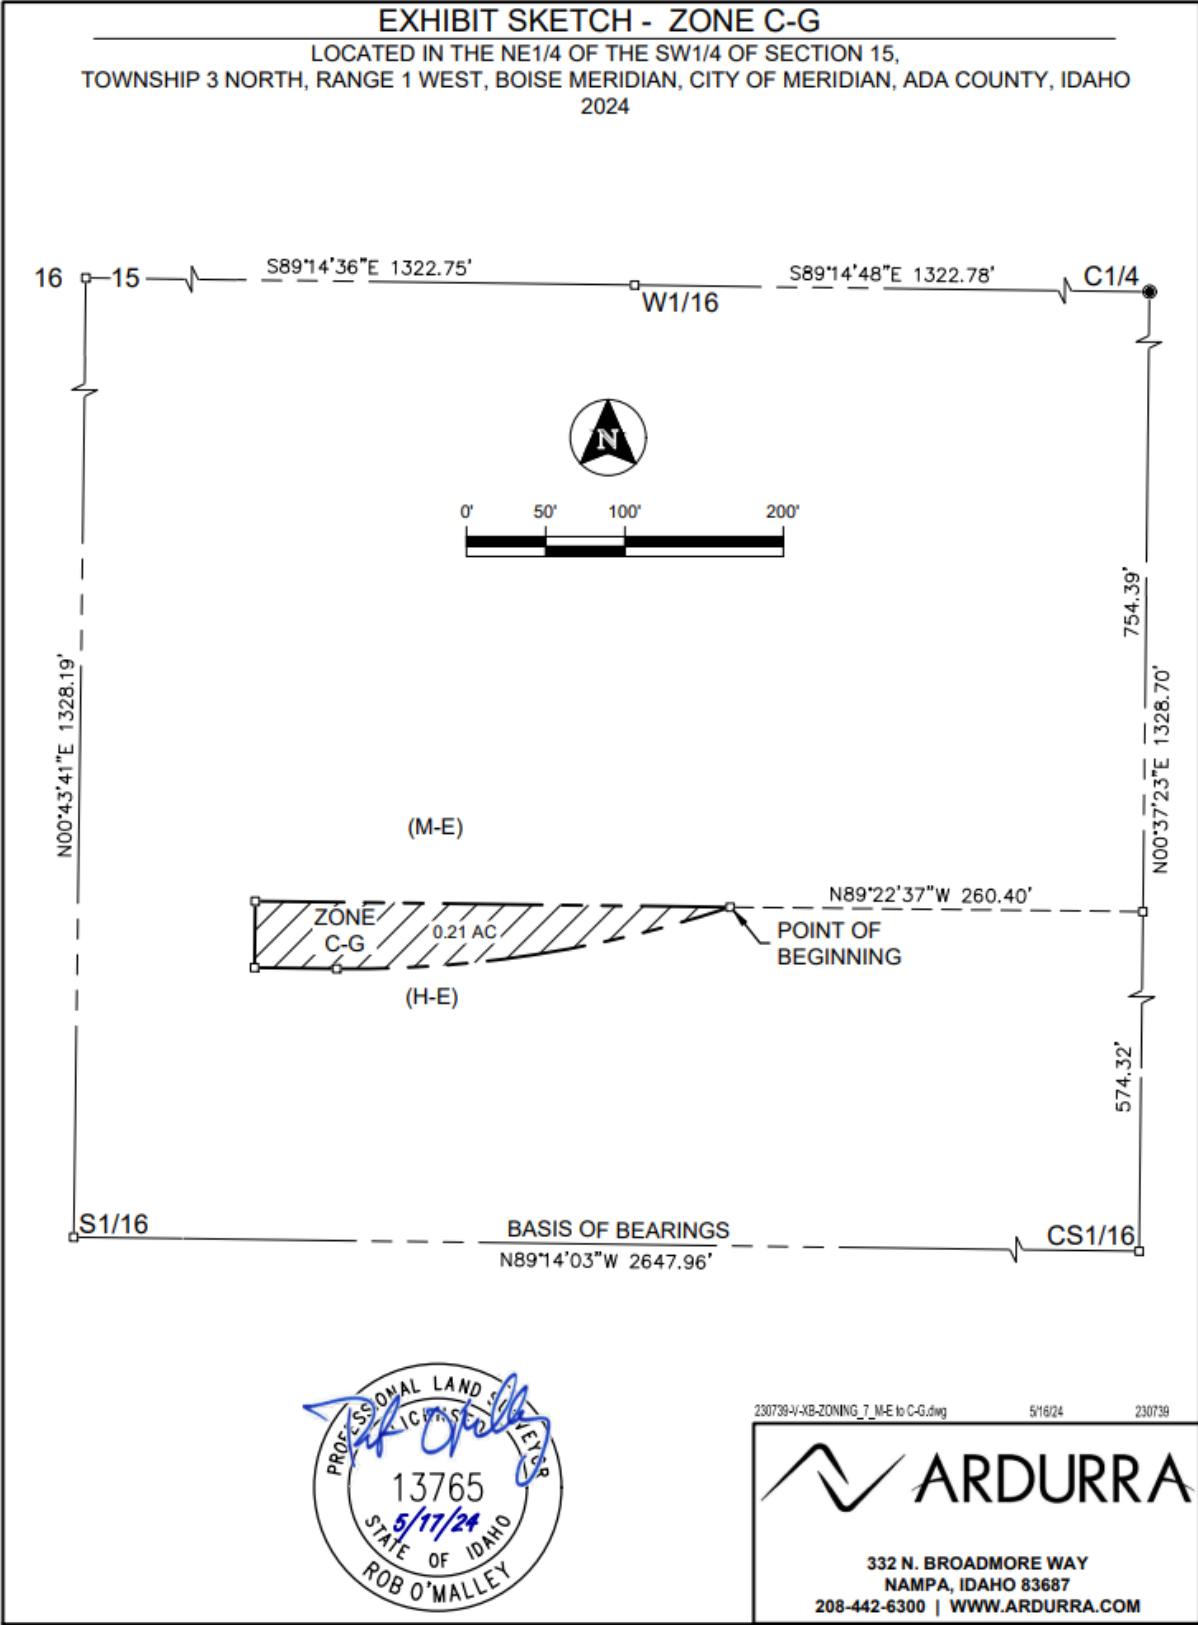 EXHIBIT SKETCH - ZONE C-G
LOCATED IN THE NE1/4 OF THE SW1/4 OF SECTION 15,
TOWNSHIP 3 NORTH, RANGE 1 WEST, BOISE MERIDIAN, CITY OF MERIDIAN, ADA COUNTY, IDAHO
2024
16 15
S89°14'36"E 1322.75'
W1/16
S89°14'48"E 1322.78'
C1/4
N
0' 50' 100' 200'
754.39'
N00°43'41"E 1328.19'
N00°37'23"E 1328.70'
(M-E)
N89°22'37"W 260.40'
ZONE
C-G
0.21 AC
POINT OF
BEGINNING
(H-E)
574.32'
S1/16
BASIS OF BEARINGS
N89°14'03"W 2647.96'
CS1/16
PROFESSIONAL LAND SURVEYOR
LICENSED
13765
5/17/24
STATE OF IDAHO
ROB O'MALLEY
230739-V-XB-ZONING_7_M-E to C-G.dwg 5/16/24 230739
ARDURRA
332 N. BROADMORE WAY
NAMPA, IDAHO 83687
208-442-6300 | WWW.ARDURRA.COM